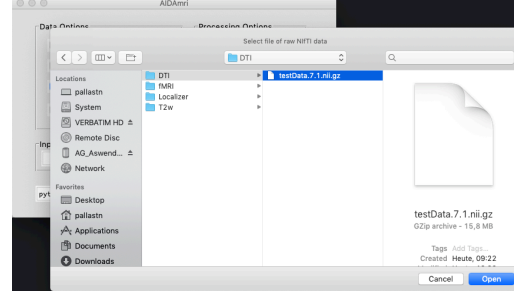 AIDAmri
Data Options
Processing Options
Select file of raw NIfTI data
DTI
Locations
pallastn
System
VERBATIM HD
Remote Disc
AG_Aswend...
Network
Favorites
Desktop
pallastn
Applications
Documents
Downloads
DTI
fMRI
Localizer
T2w
testData.7.1.nii.gz
testData.7.1.nii.gz
GZip archive - 15,8 MB
Tags Add Tags...
Created Heute, 09:22
Inp
pyt
Cancel
Open